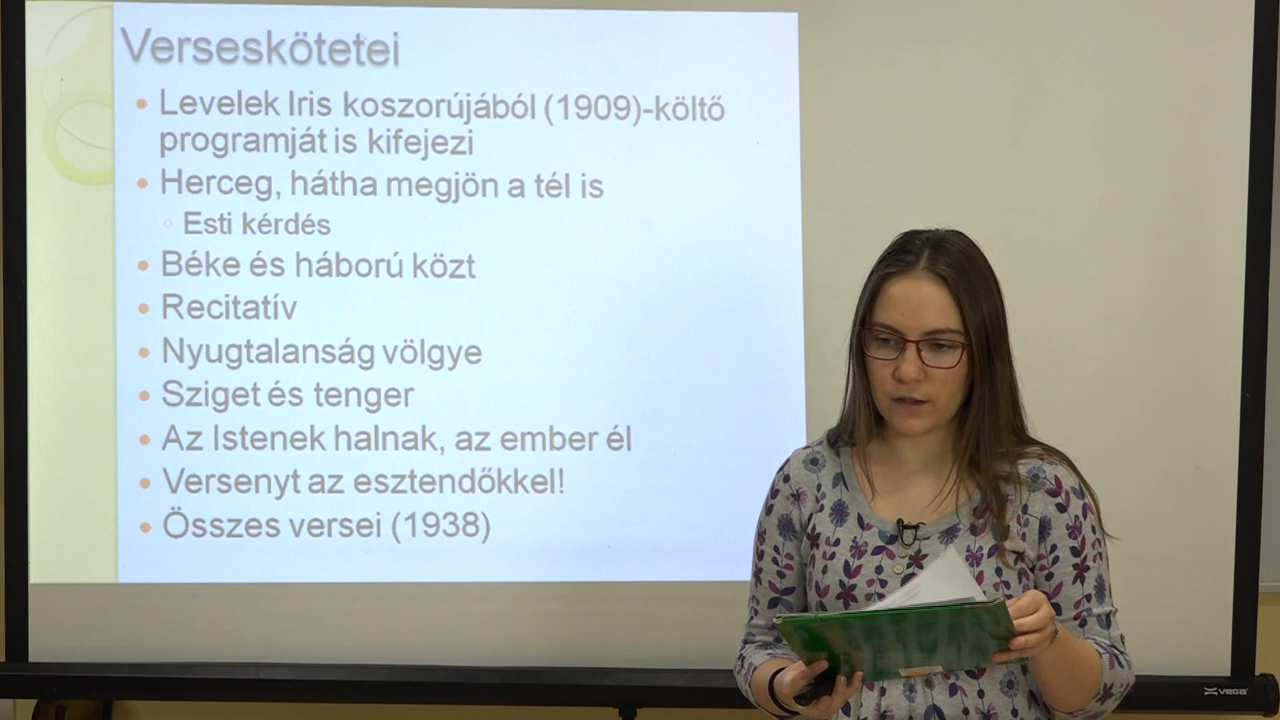 Verseskötetei
Levelek Iris koszorújából (1909)-költő
programját is kifejezi
Herceg, hátha megjön a tél is
Esti kérdés
Béke és háború közt
Recitatív
Nyugtalanság völgye
Sziget és tenger
Az Istenek halnak, az ember él
Versenyt az esztendőkkel!
Összes versei (1938)
VEGA